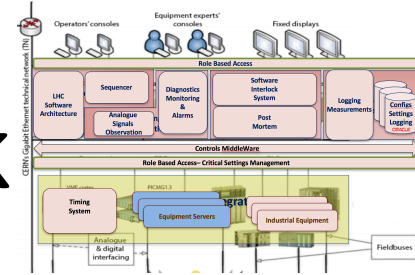 Operators' consoles
Equipment experts'
consoles
Fixed displays
CERN's Gigabit Ethernet technical network (TN)
Role Based Access
LHC
Software
Architecture
Sequencer
Analogue
Signals
Observation
Diagnostics
Monitoring
&
Alarms
Software
Interlock
System
Post
Mortem
Logging
Measurements
Configs
Settings
Logging
ORACLE
Controls MiddleWare
Role Based Access– Critical Settings Management
VME crates
PICMG1.3
Timing
System
Equipment Servers
Industrial Equipment
Analogue
& digital
interfacing
Fieldbuses